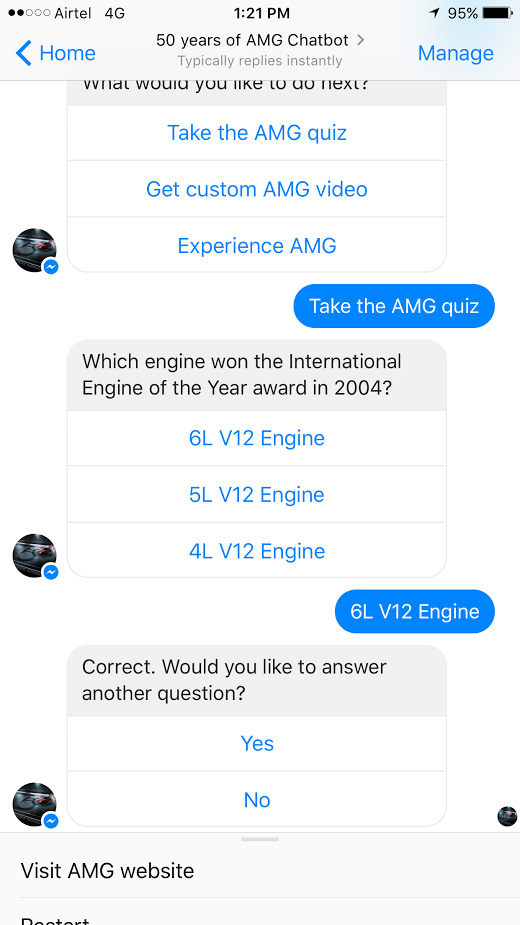 Airtel 4G 1:21 PM 95%
Home 50 years of AMG Chatbot Manage
Typically replies instantly
What would you like to do next?
Take the AMG quiz
Get custom AMG video
Experience AMG
Take the AMG quiz
Which engine won the International
Engine of the Year award in 2004?
6L V12 Engine
5L V12 Engine
4L V12 Engine
6L V12 Engine
Correct. Would you like to answer
another question?
Yes
No
Visit AMG website
Restart